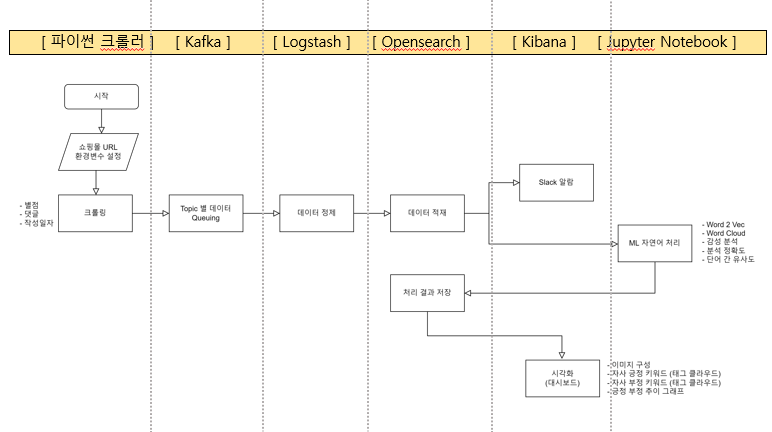 [ 파이썬 크롤러 ] [ Kafka ] [ Logstash ] [ Opensearch ] [ Kibana ] [ Jupyter Notebook ]
시작
쇼핑몰 URL
환경변수 설정
- 별점
- 댓글
- 작성일자
크롤링
Topic 별 데이터
Queuing
데이터 정제
데이터 적재
Slack 알람
ML 자연어 처리
- Word 2 Vec
- Word Cloud
- 감성 분석
- 분석 정확도
- 단어 간 유사도
처리 결과 저장
시각화
(대시보드)
- 이미지 구성
- 자사 긍정 키워드 (태그 클라우드)
- 자사 부정 키워드 (태그 클라우드)
- 긍정 부정 추이 그래프